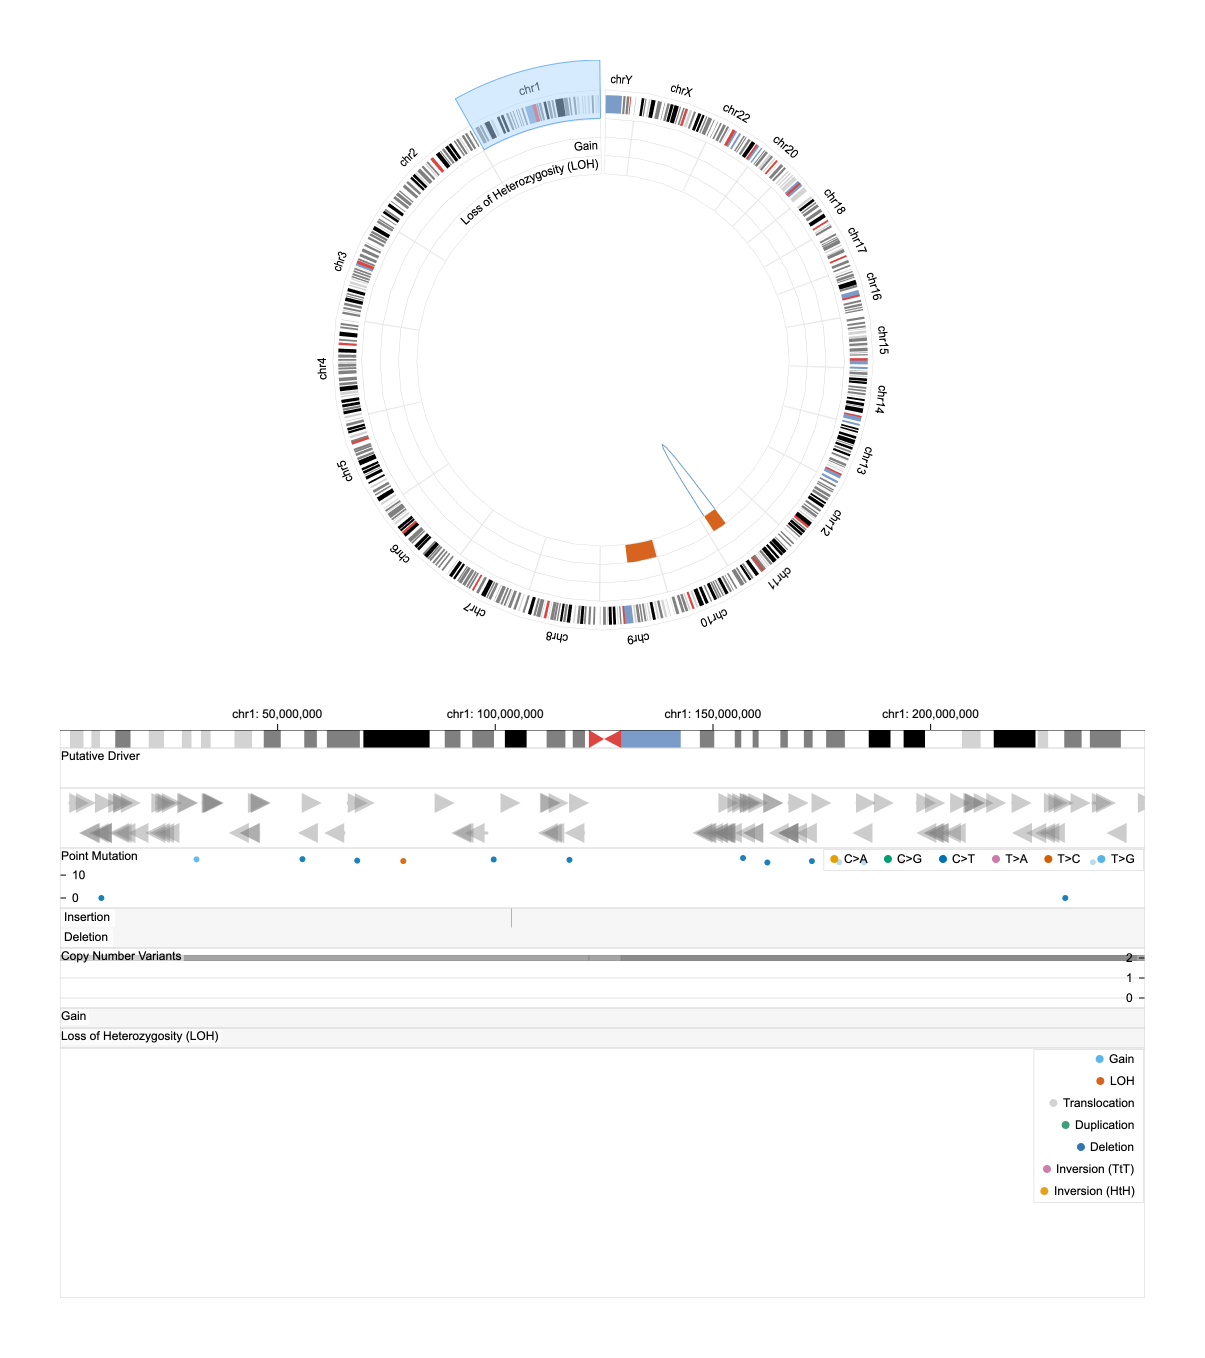 chr1
chrY
chrX
chr22
chr20
chr18
chr17
chr16
chr15
chr14
chr13
chr12
chr11
chr10
chr9
chr8
chr7
chr6
chr5
chr4
chr3
chr2
Gain
Loss of Heterozygosity (LOH)
chr1: 50,000,000
chr1: 100,000,000
chr1: 150,000,000
chr1: 200,000,000
Putative Driver
Point Mutation
C>A
C>G
C>T
T>A
T>C
T>G
10
0
Insertion
Deletion
Copy Number Variants
2
1
0
Gain
Loss of Heterozygosity (LOH)
Gain
LOH
Translocation
Duplication
Deletion
Inversion (TtT)
Inversion (HtH)